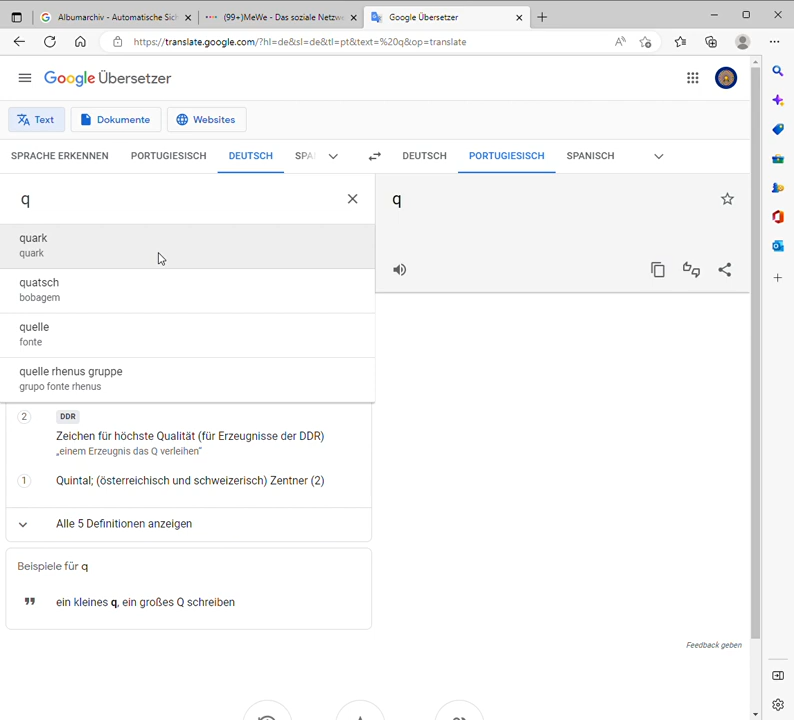 Albumarchiv - Automatische Sich
(99+)MeWe - Das soziale Netzwe
Google Übersetzer
https://translate.google.com/?hl=de&sl=de&tl=pt&text=%20q&op=translate
Google Übersetzer
Text
Dokumente
Websites
SPRACHE ERKENNEN
PORTUGIESISCH
DEUTSCH
SPA
DEUTSCH
PORTUGIESISCH
SPANISCH
q
q
quark
quark
quatsch
bobagem
quelle
fonte
quelle rhenus gruppe
grupo fonte rhenus
2 DDR
Zeichen für höchste Qualität (für Erzeugnisse der DDR)
„einem Erzeugnis das Q verleihen“
1 Quintal; (österreichisch und schweizerisch) Zentner (2)
Alle 5 Definitionen anzeigen
Beispiele für q
ein kleines q, ein großes Q schreiben
Feedback geben